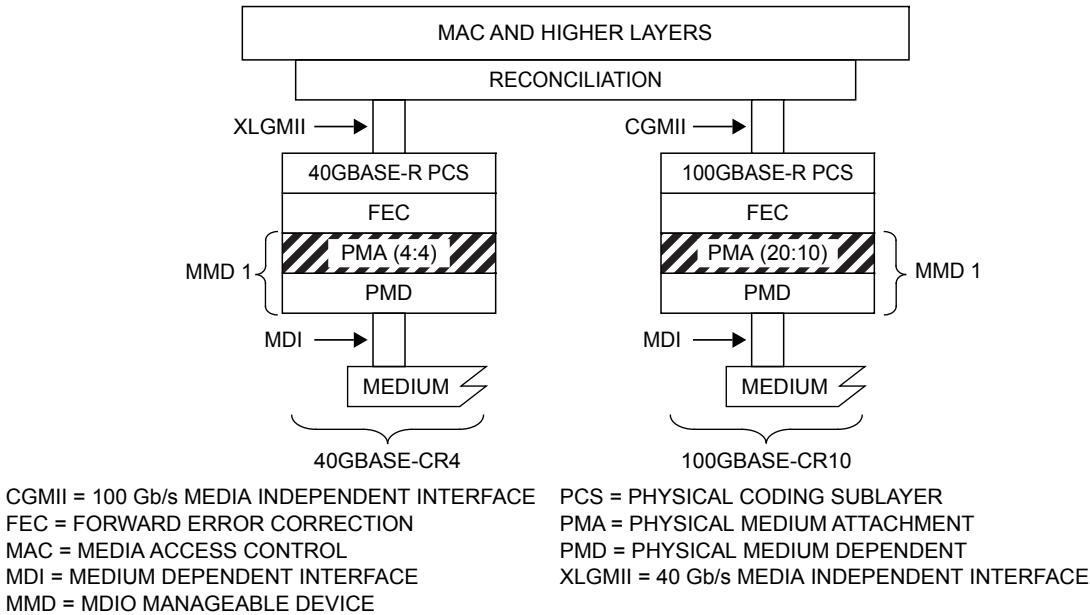 MAC AND HIGHER LAYERS
RECONCILIATION
XLGMII
CGMII
40GBASE-R PCS
100GBASE-R PCS
FEC
FEC
MMD 1
PMA (4:4)
PMA (20:10)
MMD 1
PMD
PMD
MDI
MDI
MEDIUM
MEDIUM
40GBASE-CR4
100GBASE-CR10
CGMII = 100 Gb/s MEDIA INDEPENDENT INTERFACE
FEC = FORWARD ERROR CORRECTION
MAC = MEDIA ACCESS CONTROL
MDI = MEDIUM DEPENDENT INTERFACE
MMD = MDIO MANAGEABLE DEVICE
PCS = PHYSICAL CODING SUBLAYER
PMA = PHYSICAL MEDIUM ATTACHMENT
PMD = PHYSICAL MEDIUM DEPENDENT
XLGMII = 40 Gb/s MEDIA INDEPENDENT INTERFACE